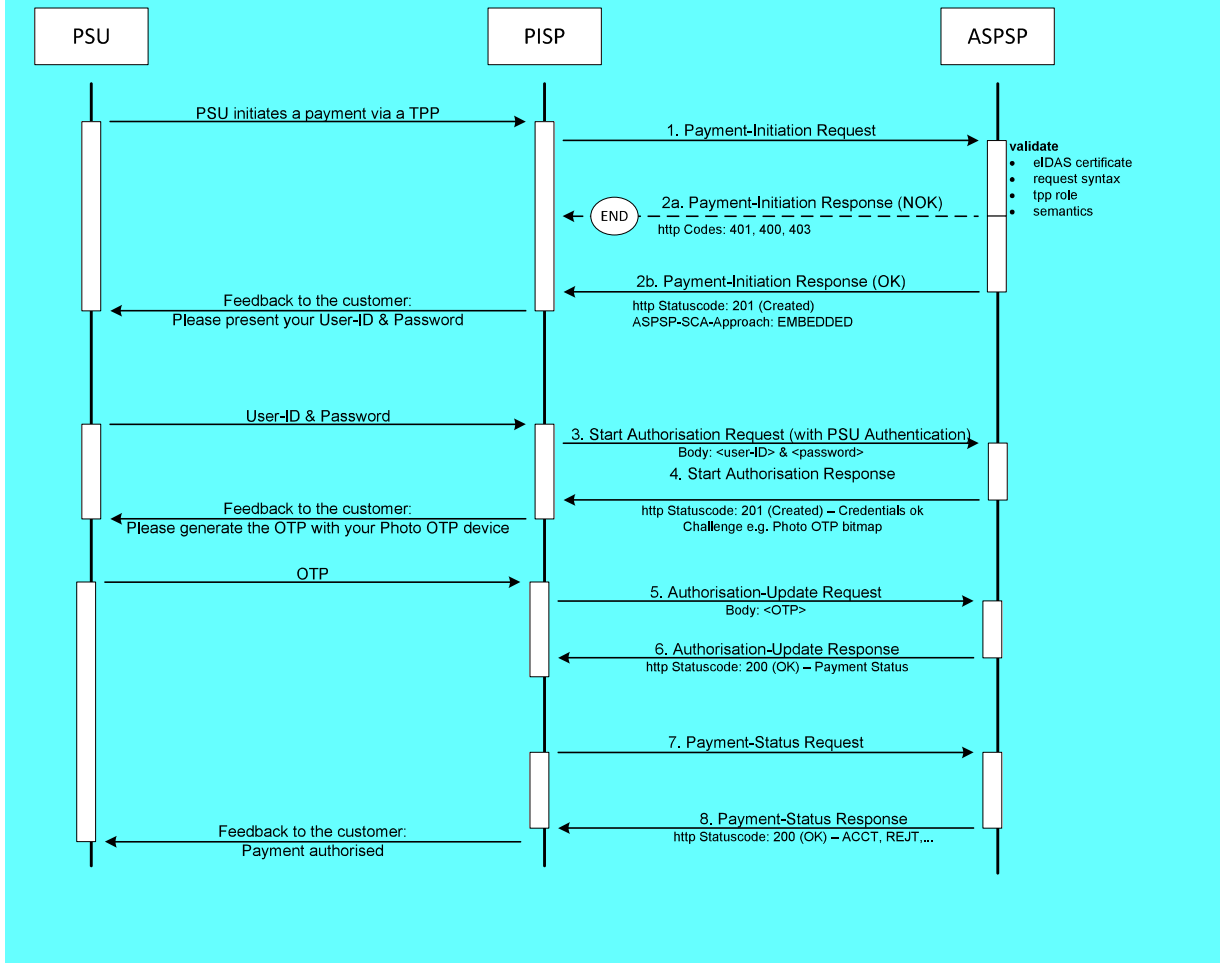 PSU
PISP
ASPSP
PSU initiates a payment via a TPP
1. Payment-Initiation Request
validate
• eIDAS certificate
• request syntax
• tpp role
• semantics
2a. Payment-Initiation Response (NOK)
END
http Codes: 401, 400, 403
2b. Payment-Initiation Response (OK)
http Statuscode: 201 (Created)
ASPSP-SCA-Approach: EMBEDDED
Feedback to the customer:
Please present your User-ID & Password
User-ID & Password
3. Start Authorisation Request (with PSU Authentication)
Body: <user-ID> & <password>
4. Start Authorisation Response
http Statuscode: 201 (Created) – Credentials ok
Challenge e.g. Photo OTP bitmap
Feedback to the customer:
Please generate the OTP with your Photo OTP device
OTP
5. Authorisation-Update Request
Body: <OTP>
6. Authorisation-Update Response
http Statuscode: 200 (OK) – Payment Status
7. Payment-Status Request
8. Payment-Status Response
http Statuscode: 200 (OK) – ACCT, REJT,...
Feedback to the customer:
Payment authorised